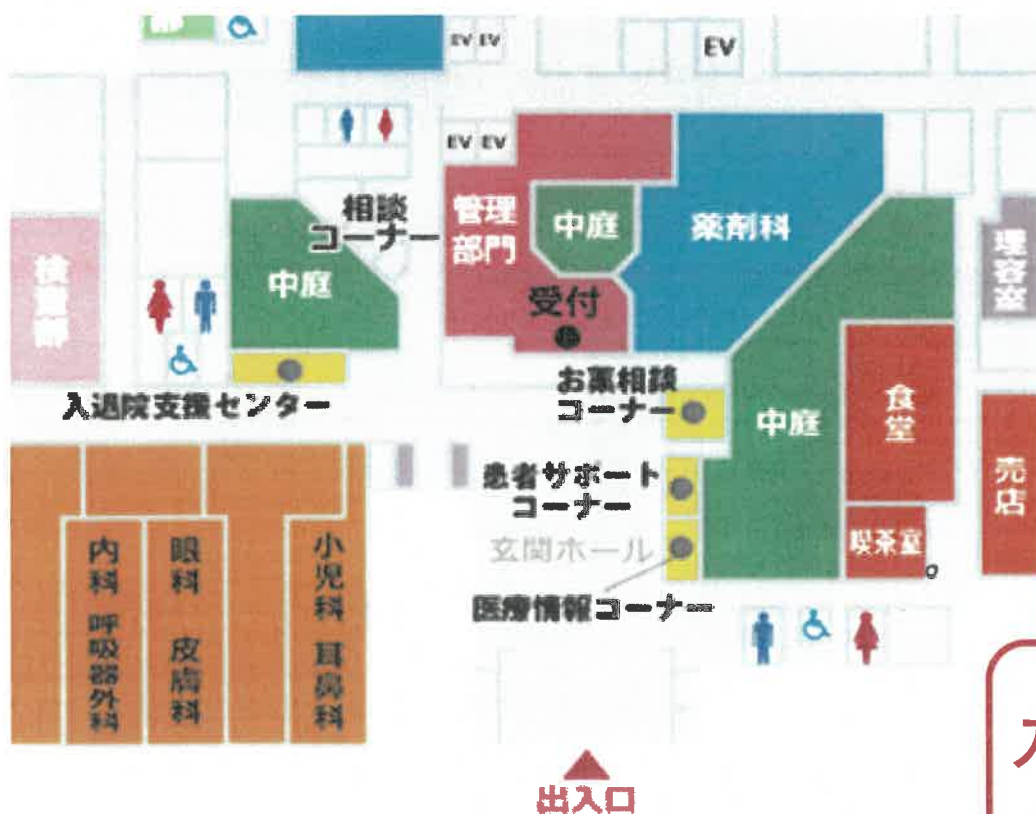 EV EV
EV
EV EV
相談
コーナー
管理
部門
中庭
薬剤科
理容室
検査部
中庭
受付
入退院支援センター
お薬相談
コーナー
中庭
食堂
売店
患者サポート
コーナー
玄関ホール
喫茶室
医療情報コーナー
内科 呼吸器外科
眼科 皮膚科
小児科 耳鼻科
出入口